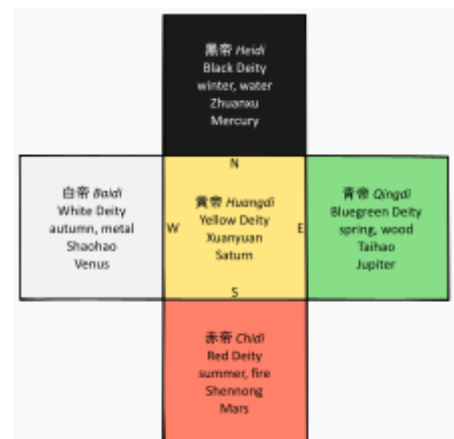 黑帝 Heidi
Black Deity
winter, water
Zhuanxu
Mercury
N
白帝 Baidi
White Deity
autumn, metal
Shaohao
Venus
W
黃帝 Huangdi
Yellow Deity
Xuanyuan
Saturn
E
S
青帝 Qingdi
Bluegreen Deity
spring, wood
Taihao
Jupiter
赤帝 Chidi
Red Deity
summer, fire
Shennong
Mars